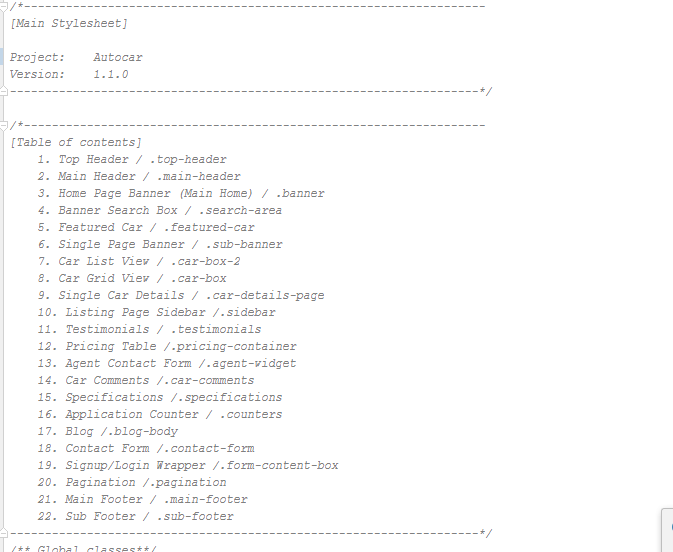 /*------------------------------------------------------------------
[Main Stylesheet]
Project:    Autocar
Version:    1.1.0
-------------------------------------------------------------------*/
/*------------------------------------------------------------------
[Table of contents]
    1. Top Header / .top-header
    2. Main Header / .main-header
    3. Home Page Banner (Main Home) / .banner
    4. Banner Search Box / .search-area
    5. Featured Car / .featured-car
    6. Single Page Banner / .sub-banner
    7. Car List View / .car-box-2
    8. Car Grid View / .car-box
    9. Single Car Details / .car-details-page
    10. Listing Page Sidebar /.sidebar
    11. Testimonials / .testimonials
    12. Pricing Table /.pricing-container
    13. Agent Contact Form /.agent-widget
    14. Car Comments /.car-comments
    15. Specifications /.specifications
    16. Application Counter / .counters
    17. Blog /.blog-body
    18. Contact Form /.contact-form
    19. Signup/Login Wrapper /.form-content-box
    20. Pagination /.pagination
    21. Main Footer / .main-footer
    22. Sub Footer / .sub-footer
-------------------------------------------------------------------*/
/** Global classes**/